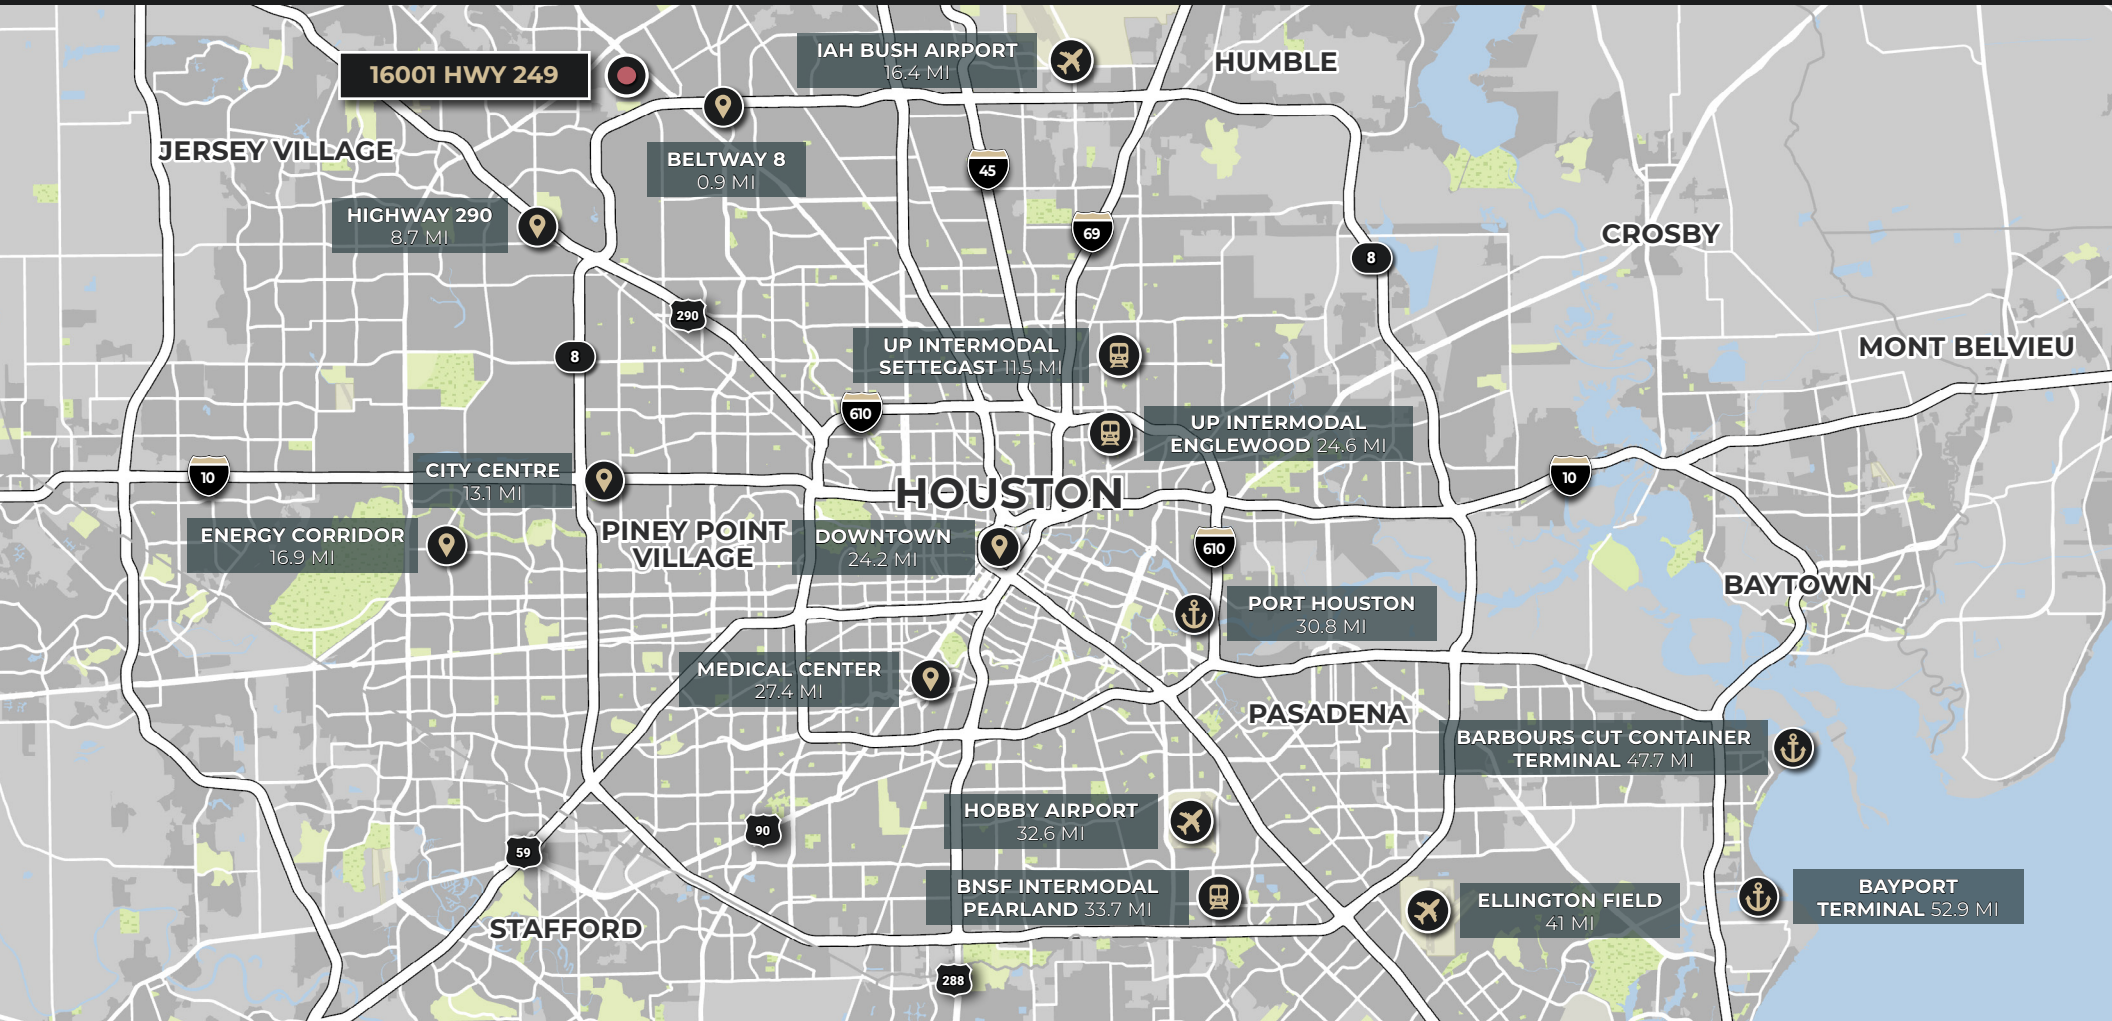 IAH BUSH AIRPORT
16.4 MI
HUMBLE
16001 HWY 249
JERSEY VILLAGE
BELTWAY 8
0.9 MI
45
HIGHWAY 290
8.7 MI
69
8
CROSBY
290
8
UP INTERMODAL
SETTEGAST 11.5 MI
MONT BELVIEU
610
UP INTERMODAL
ENGLEWOOD 24.6 MI
10
CITY CENTRE
13.1 MI
HOUSTON
10
ENERGY CORRIDOR
16.9 MI
PINEY POINT
VILLAGE
DOWNTOWN
24.2 MI
610
BAYTOWN
PORT HOUSTON
30.8 MI
MEDICAL CENTER
27.4 MI
PASADENA
BARBOURS CUT CONTAINER
TERMINAL 47.7 MI
HOBBY AIRPORT
32.6 MI
90
59
BNSF INTERMODAL
PEARLAND 33.7 MI
ELLINGTON FIELD
41 MI
BAYPORT
TERMINAL 52.9 MI
STAFFORD
288